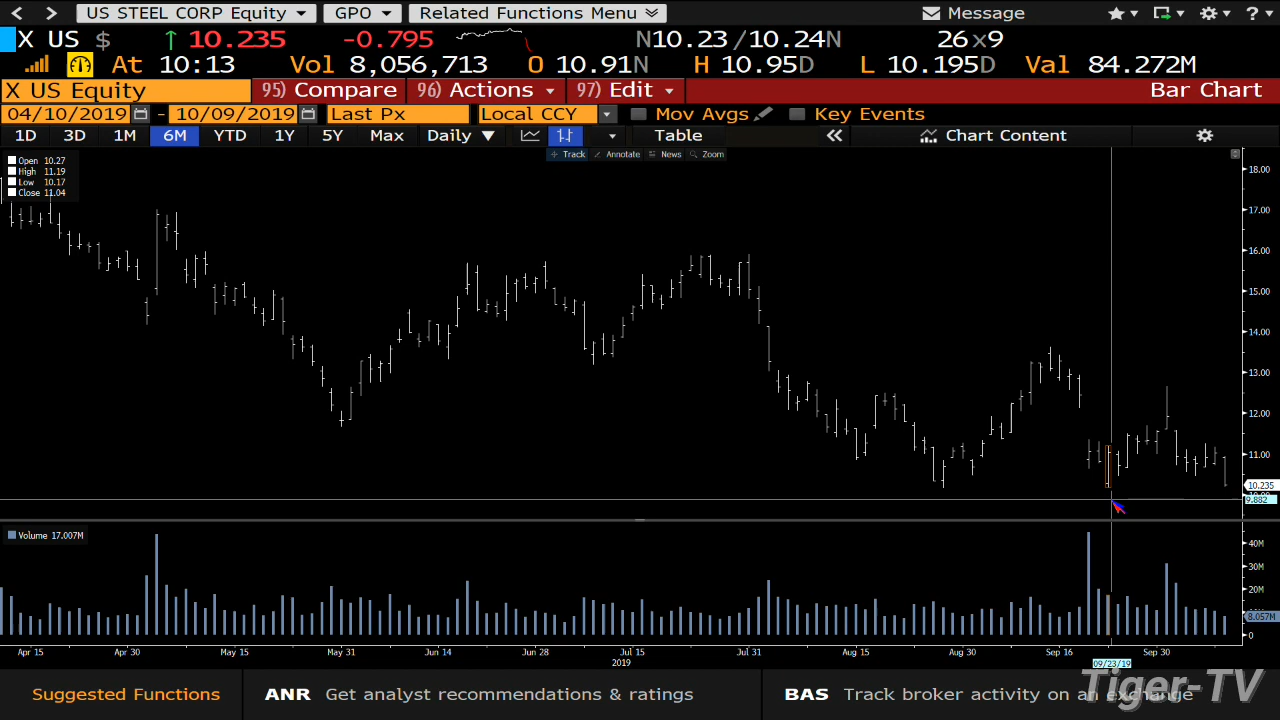 US STEEL CORP Equity GPO Related Functions Menu Message ?
X US $ ↑ 10.235 -0.795 N10.23 /10.24N 26x9
At 10:13 Vol 8,056,713 O 10.91N H 10.95D L 10.195D Val 84.272M
X US Equity 95) Compare 96) Actions 97) Edit Bar Chart
04/10/2019 - 10/09/2019 Last Px Local CCY Mov Avgs Key Events
1D 3D 1M 6M YTD 1Y 5Y Max Daily ▼ Table « Chart Content
Track Annotate News Zoom
Open 10.27
High 11.19
Low 10.17
Close 11.04
18.00
17.00
16.00
15.00
14.00
13.00
12.00
11.00
10.235
9.882
Volume 17.007M
40M
30M
20M
8.057M
0
Apr 15 Apr 30 May 15 May 31 Jun 14 Jun 28 Jul 15 Jul 31 Aug 15 Aug 30 Sep 16 Sep 30
2019 09/23/19
Suggested Functions ANR Get analyst recommendations & ratings BAS Track broker activity on an exchange
Tiger-TV